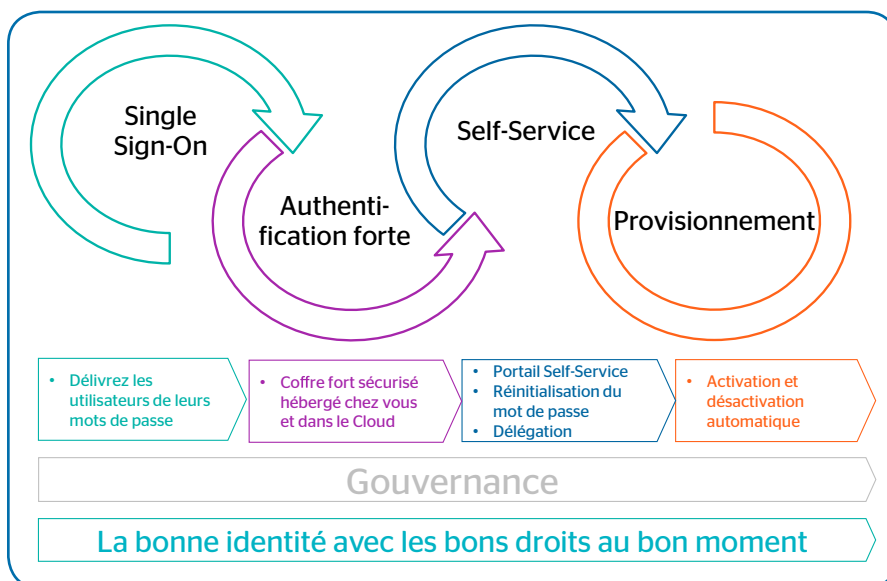 Single
Sign-On
Authenti-
fication forte
Self-Service
Provisionnement
• Délivrez les
utilisateurs de leurs
mots de passe
• Coffre fort sécurisé
hébergé chez vous
et dans le Cloud
• Portail Self-Service
• Réinitialisation du
mot de passe
• Délégation
• Activation et
désactivation
automatique
Gouvernance
La bonne identité avec les bons droits au bon moment